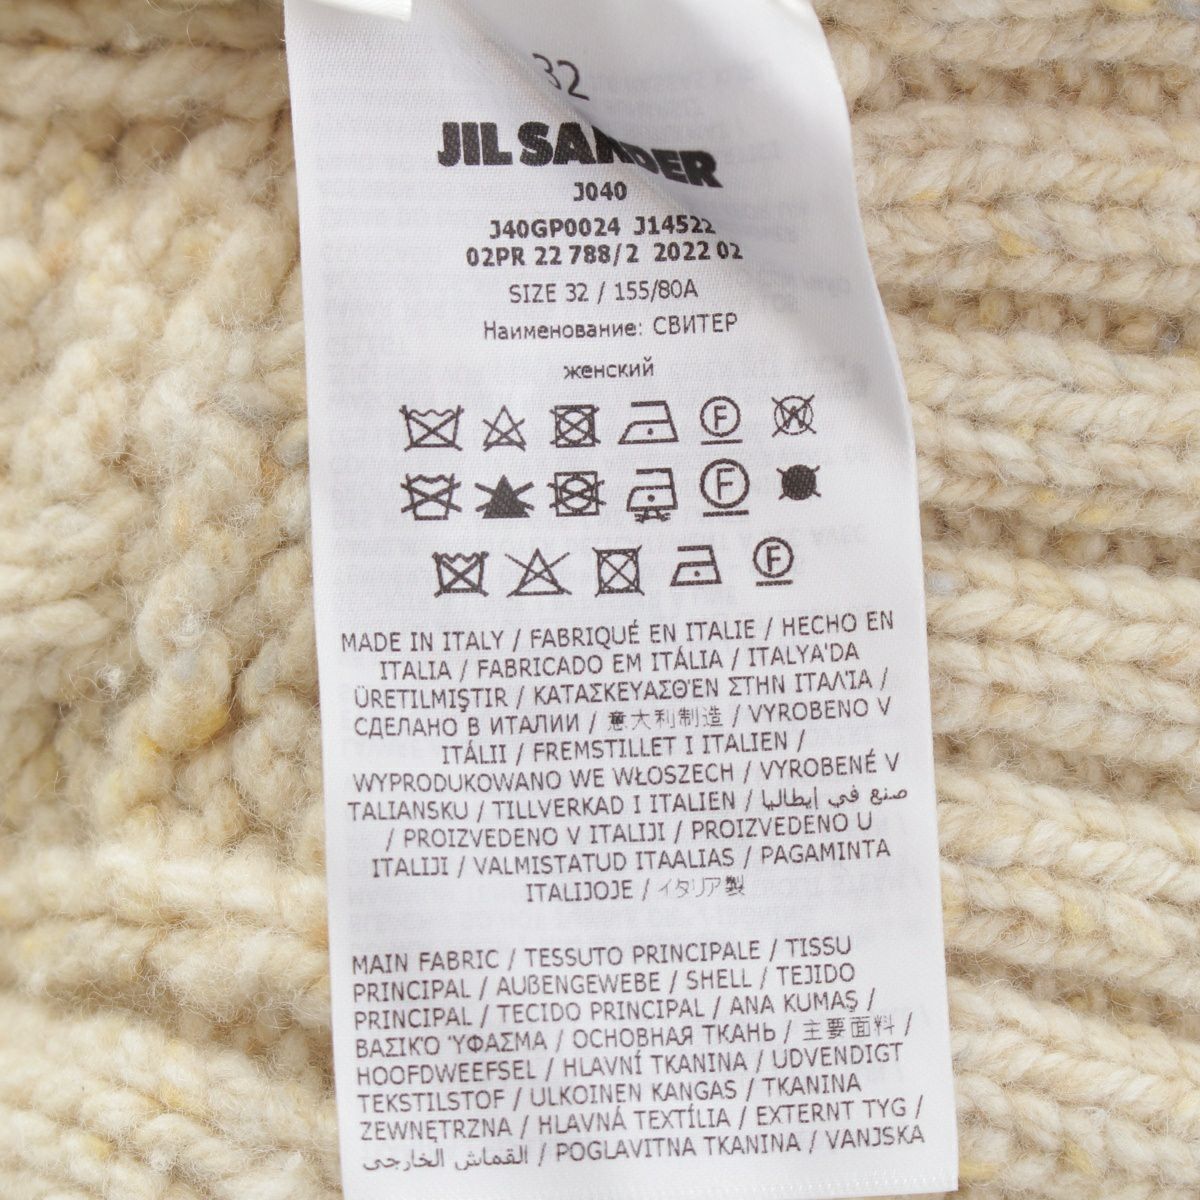 32
JIL SANDER
J040
J40GP0024 J14522
02PR 22 788/2 2022 02
SIZE 32 / 155/80A
Наименование: СВИТЕР
женский
F W
F
F
MADE IN ITALY / FABRIQUÉ EN ITALIE / HECHO EN
ITALIA / FABRICADO EM ITÁLIA / ITALYA'DA
ÜRETILMIŞTIR / ΚΑΤΑΣΚΕΥΑΣΘΈΝ ΣΤΗΝ ΙΤΑΛΊΑ /
СДЕЛАНО В ИТАЛИИ / 意大利制造 / VYROBENO V
ITÁLII / FREMSTILLET I ITALIEN /
WYPRODUKOWANO WE WŁOSZECH / VYROBENÉ V
TALIANSKU / TILLVERKAD I ITALIEN / صنع في إيطاليا
/ PROIZVEDENO V ITALIJI / PROIZVEDENO U
ITALIJI / VALMISTATUD ITAALIAS / PAGAMINTA
ITALIJOJE / イタリア製
MAIN FABRIC / TESSUTO PRINCIPALE / TISSU
PRINCIPAL / AUßENGEWEBE / SHELL / TEJIDO
PRINCIPAL / TECIDO PRINCIPAL / ANA KUMAŞ /
ΒΑΣΙΚΌ ΎΦΑΣΜΑ / ОСНОВНАЯ ТКАНЬ / 主要面料 /
HOOFDWEEFSEL / HLAVNÍ TKANINA / UDVENDIGT
TEKSTILSTOF / ULKOINEN KANGAS / TKANINA
ZEWNĘTRZNA / HLAVNÁ TEXTÍLIA / EXTERNT TYG /
القماش الخارجي / POGLAVITNA TKANINA / VANJSKA